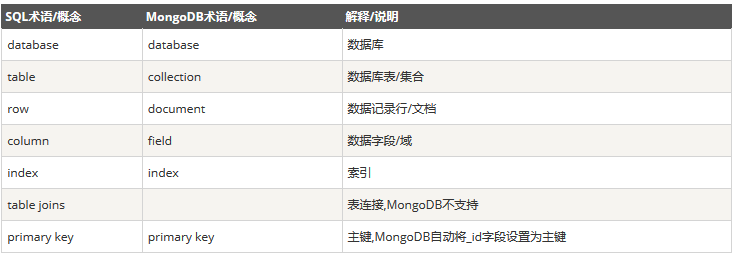 SQL术语/概念 MongoDB术语/概念 解释/说明
database database 数据库
table collection 数据库表/集合
row document 数据记录行/文档
column field 数据字段/域
index index 索引
table joins 表连接,MongoDB不支持
primary key primary key 主键,MongoDB自动将_id字段设置为主键